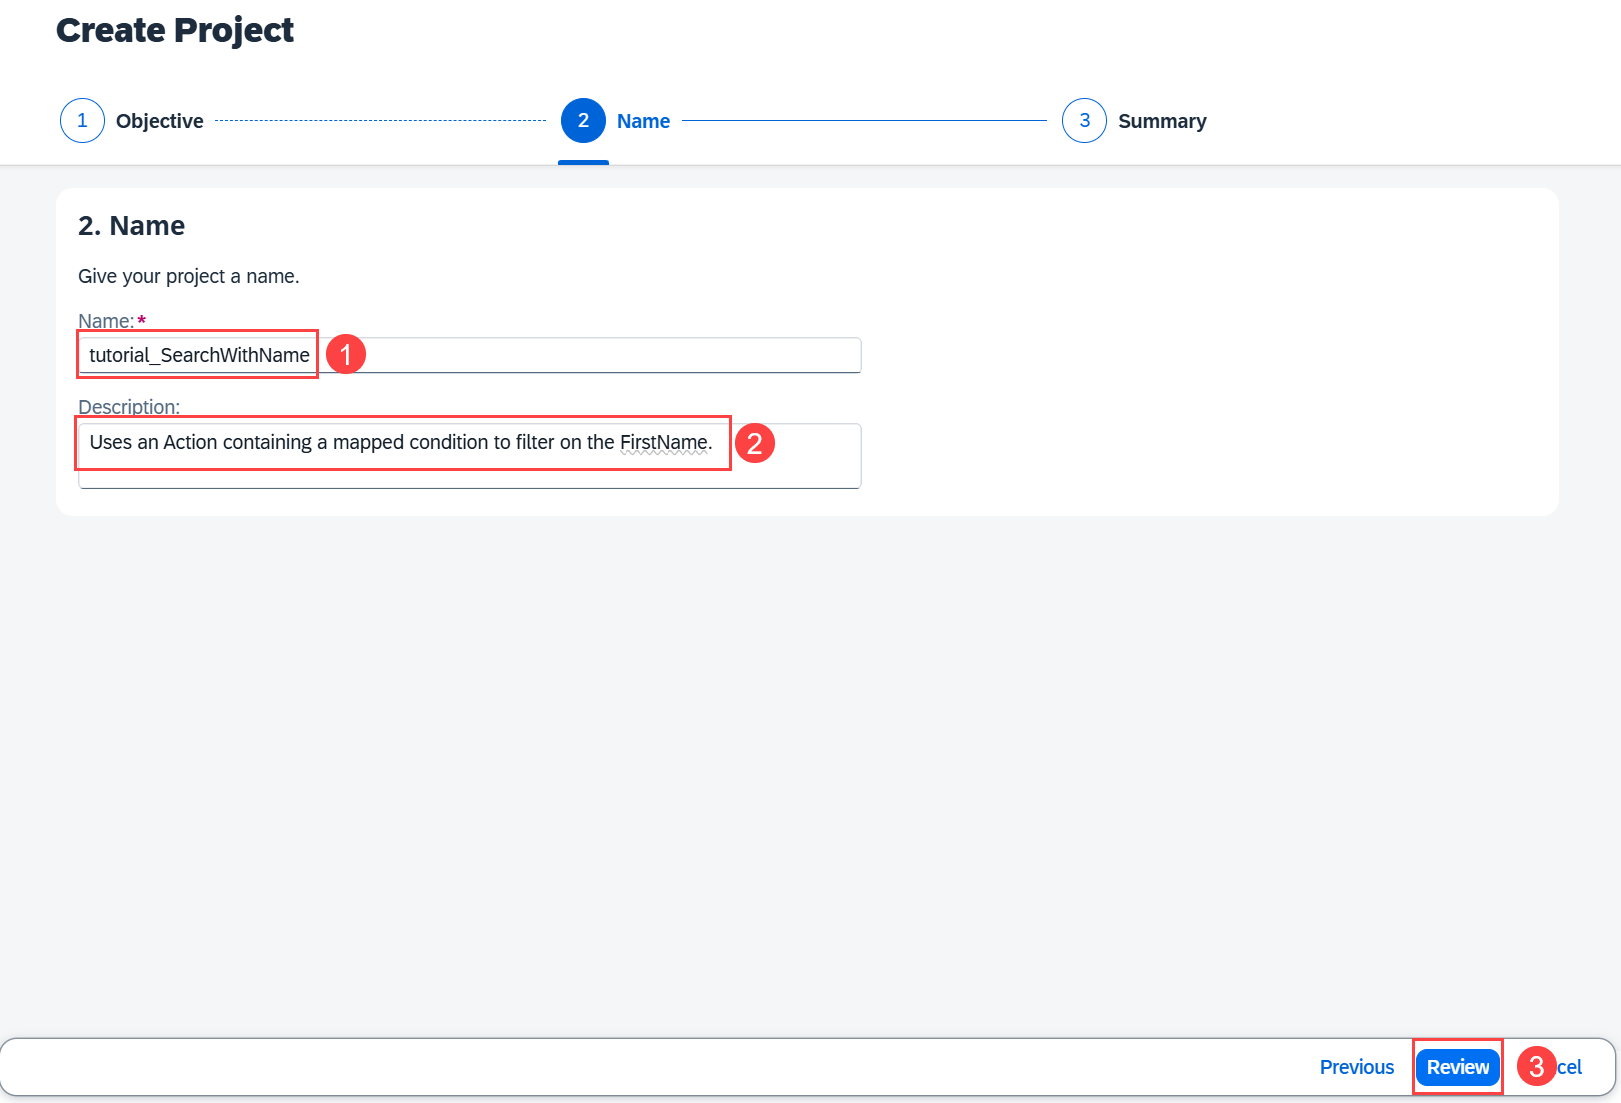 Create Project
1 Objective 2 Name 3 Summary
2. Name
Give your project a name.
Name:*
tutorial_SearchWithName 1
Description:
Uses an Action containing a mapped condition to filter on the FirstName. 2
Previous Review 3 cel